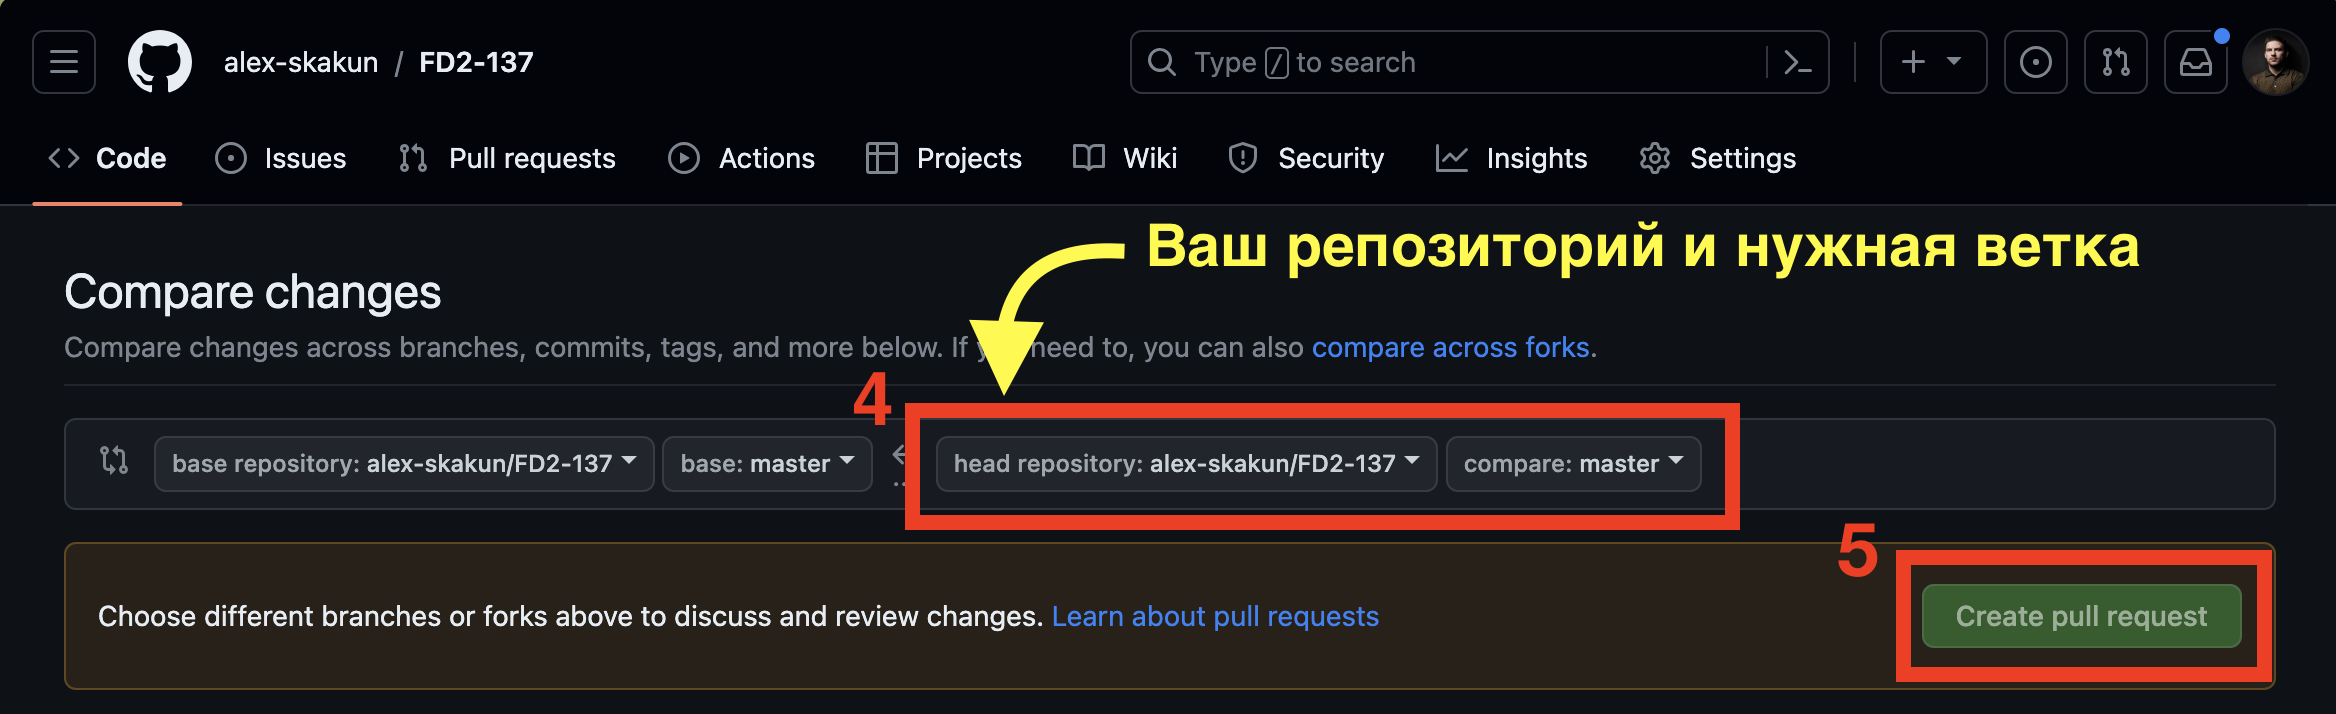 alex-skakun / FD2-137
Type / to search
Code Issues Pull requests Actions Projects Wiki Security Insights Settings
Ваш репозиторий и нужная ветка
Compare changes
Compare changes across branches, commits, tags, and more below. If need to, you can also compare across forks.
4
base repository: alex-skakun/FD2-137 base: master head repository: alex-skakun/FD2-137 compare: master
5
Choose different branches or forks above to discuss and review changes. Learn about pull requests
Create pull request